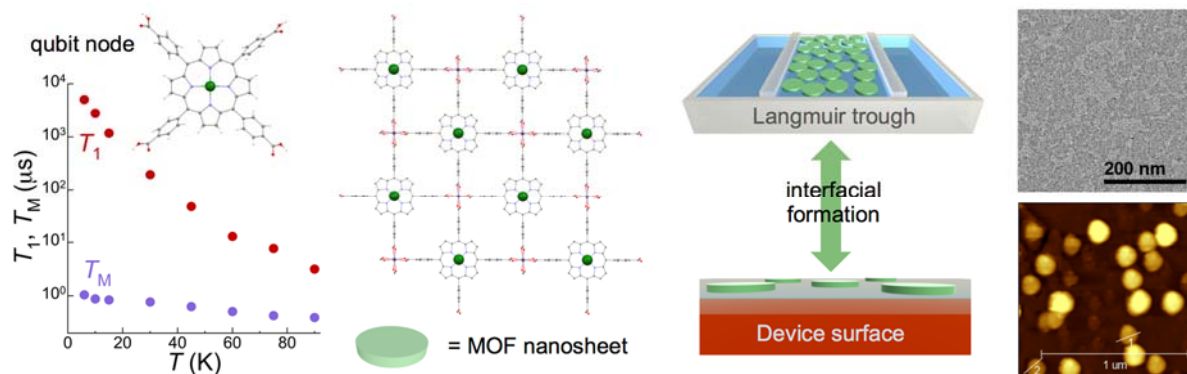 qubit node
10⁴
10³
10²
10¹
10⁰
T₁, T_M (µs)
T₁
T_M
0
20
40
60
80
T (K)
= MOF nanosheet
Langmuir trough
interfacial
formation
Device surface
200 nm
1
1 um